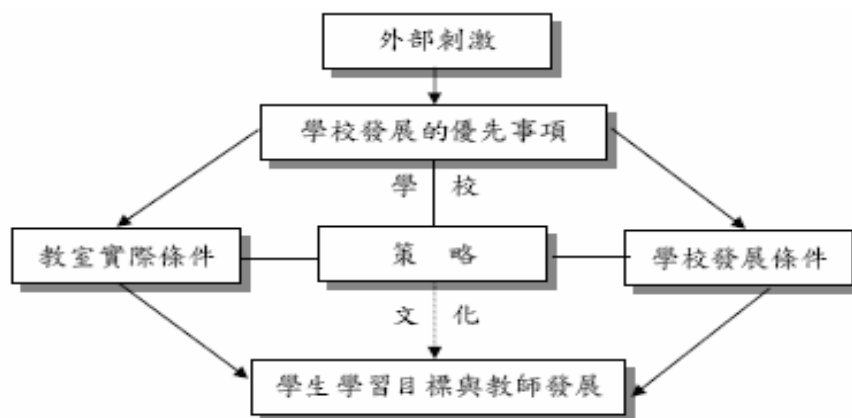 外部刺激
學校發展的優先事項
學 校
教室實際條件
策 略
學校發展條件
文 化
學生學習目標與教師發展